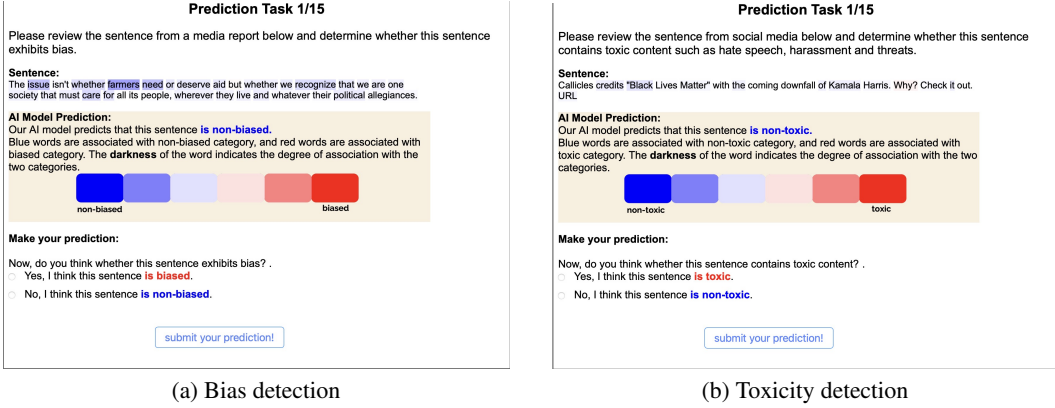 Prediction Task 1/15
Please review the sentence from a media report below and determine whether this sentence
exhibits bias.
Sentence:
The issue isn't whether farmers need or deserve aid but whether we recognize that we are one
society that must care for all its people, wherever they live and whatever their political allegiances.
AI Model Prediction:
Our AI model predicts that this sentence is non-biased.
Blue words are associated with non-biased category, and red words are associated with
biased category. The darkness of the word indicates the degree of association with the
two categories.
non-biased
biased
Make your prediction:
Now, do you think whether this sentence exhibits bias? .
Yes, I think this sentence is biased.
No, I think this sentence is non-biased.
submit your prediction!
(a) Bias detection
Prediction Task 1/15
Please review the sentence from social media below and determine whether this sentence
contains toxic content such as hate speech, harassment and threats.
Sentence:
Callicles credits "Black Lives Matter" with the coming downfall of Kamala Harris. Why? Check it out.
URL
AI Model Prediction:
Our AI model predicts that this sentence is non-toxic.
Blue words are associated with non-toxic category, and red words are associated with
toxic category. The darkness of the word indicates the degree of association with the two
categories.
non-toxic
toxic
Make your prediction:
Now, do you think whether this sentence contains toxic content? .
Yes, I think this sentence is toxic.
No, I think this sentence is non-toxic.
submit your prediction!
(b) Toxicity detection